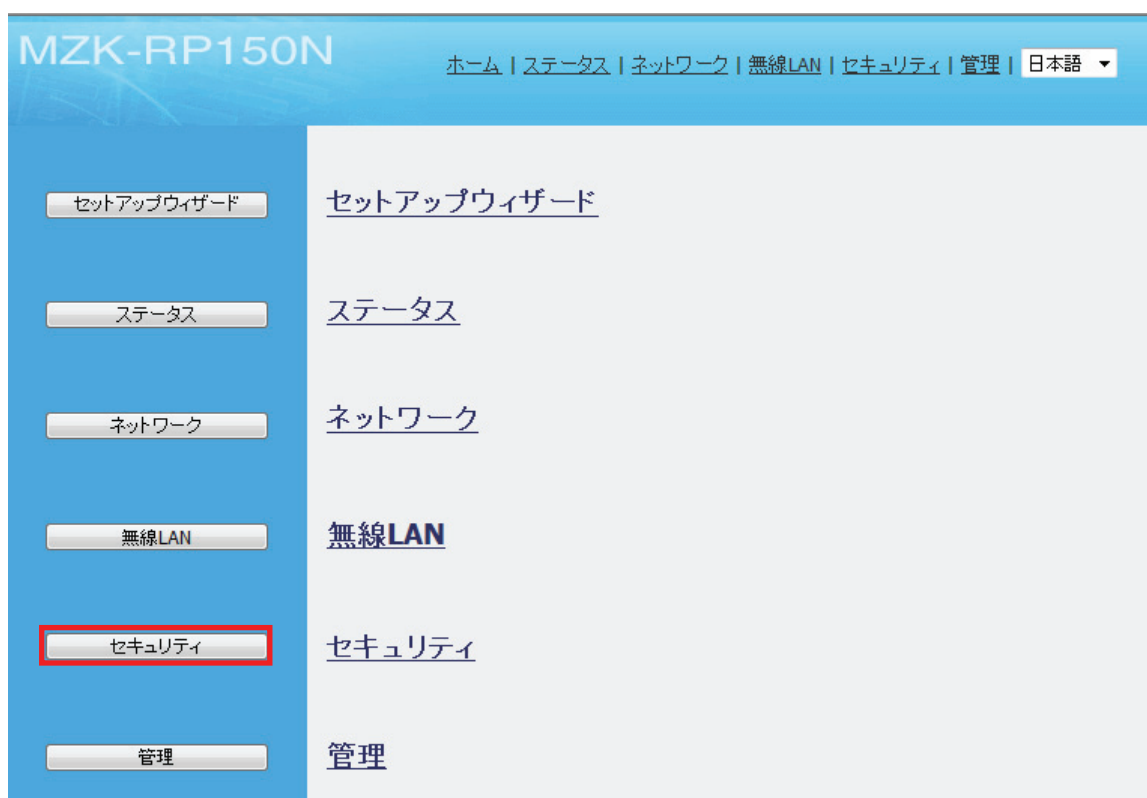 MZK-RP150N
ホーム | ステータス | ネットワーク | 無線LAN | セキュリティ | 管理 | 日本語
セットアップウィザード セットアップウィザード
ステータス ステータス
ネットワーク ネットワーク
無線LAN 無線LAN
セキュリティ セキュリティ
管理 管理